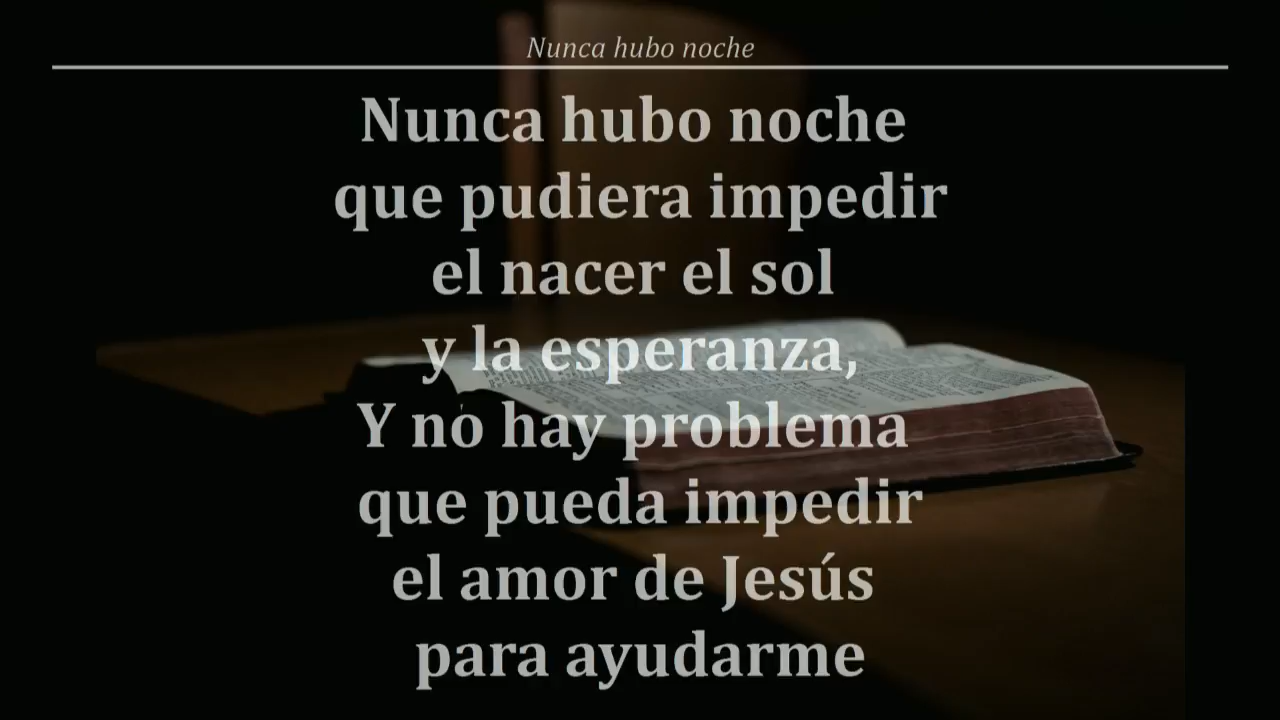 Nunca hubo noche
Nunca hubo noche
que pudiera impedir
el nacer el sol
y la esperanza,
Y no hay problema
que pueda impedir
el amor de Jesús
para ayudarme